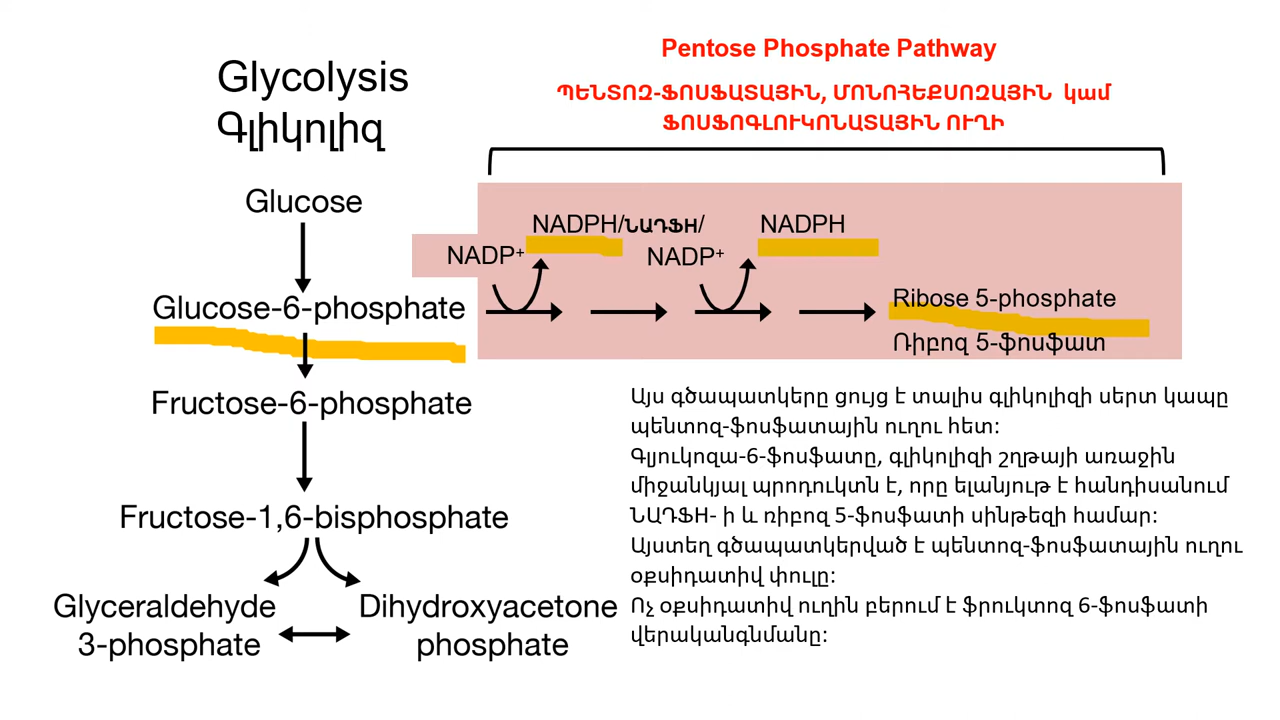 Glycolysis
Գլիկոլիզ
Pentose Phosphate Pathway
ՊԵՆՏՈԶ-ՖՈՍՖԱՏԱՅԻՆ, ՄՈՆՈՀԵՔՍՈԶԱՅԻՆ կամ
ՖՈՍՖՈԳԼՈՒԿՈՆԱՏԱՅԻՆ ՈՒՂԻ
Glucose
NADPH/ՆԱԴՖH/
NADPH
NADP+
NADP+
Glucose-6-phosphate
Ribose 5-phosphate
Ռիբոզ 5-ֆոսֆատ
Fructose-6-phosphate
Fructose-1,6-bisphosphate
Glyceraldehyde
3-phosphate
Dihydroxyacetone
phosphate
Այս գծապատկերը ցույց է տալիս գլիկոլիզի սերտ կապը
պենտոզ-ֆոսֆատային ուղու հետ:
Գլյուկոզա-6-ֆոսֆատը, գլիկոլիզի շղթայի առաջին
միջանկյալ պրոդուկտն է, որը ելանյութ է հանդիսանում
ՆԱԴՖH- ի և ռիբոզ 5-ֆոսֆատի սինթեզի համար:
Այստեղ գծապատկերված է պենտոզ-ֆոսֆատային ուղու
օքսիդատիվ փուլը:
Ոչ օքսիդատիվ ուղին բերում է ֆրուկտոզ 6-ֆոսֆատի
վերականգնմանը: